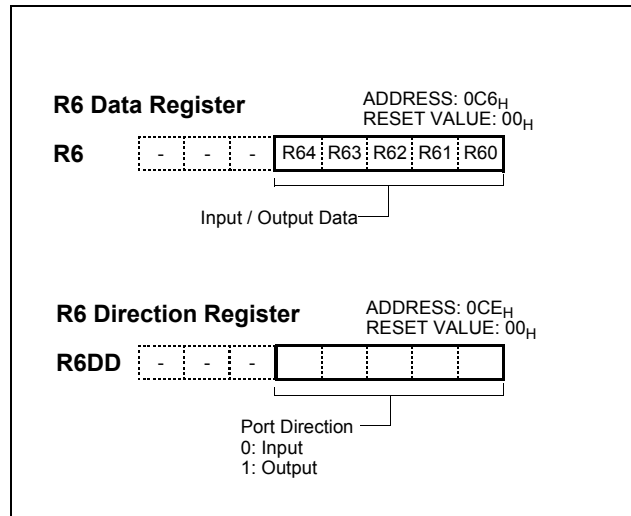 R6 Data Register
ADDRESS: 0C6H
RESET VALUE: 00H
R6 - - - R64 R63 R62 R61 R60
Input / Output Data
R6 Direction Register
ADDRESS: 0CEH
RESET VALUE: 00H
R6DD - - -
Port Direction
0: Input
1: Output